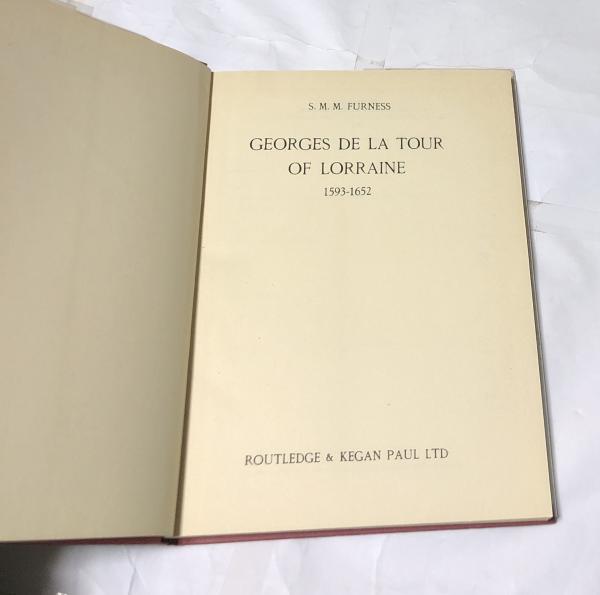 S. M. M. FURNESS
GEORGES DE LA TOUR
OF LORRAINE
1593-1652
ROUTLEDGE & KEGAN PAUL LTD